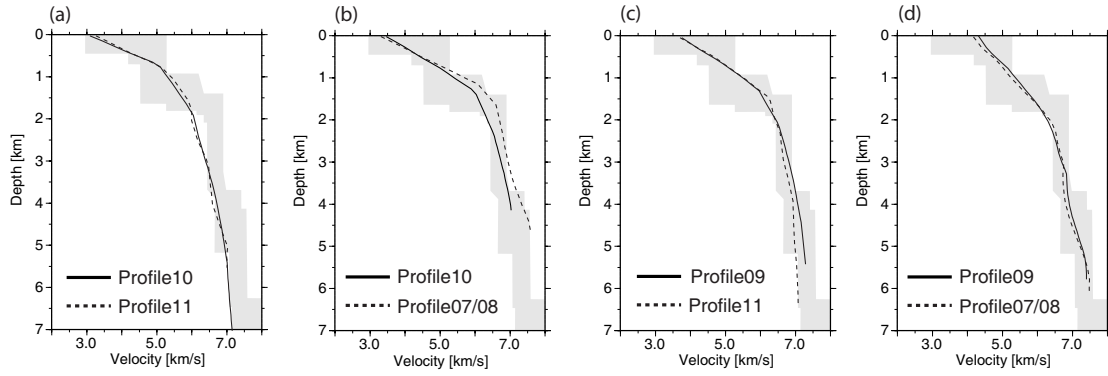 (a)
0
1
2
3
4
5
6
7
Depth [km]
3.0 5.0 7.0
Velocity [km/s]
Profile10
Profile11
(b)
0
1
2
3
4
5
6
7
Depth [km]
3.0 5.0 7.0
Velocity [km/s]
Profile10
Profile07/08
(c)
0
1
2
3
4
5
6
7
Depth [km]
3.0 5.0 7.0
Velocity [km/s]
Profile09
Profile11
(d)
0
1
2
3
4
5
6
7
Depth [km]
3.0 5.0 7.0
Velocity [km/s]
Profile09
Profile07/08